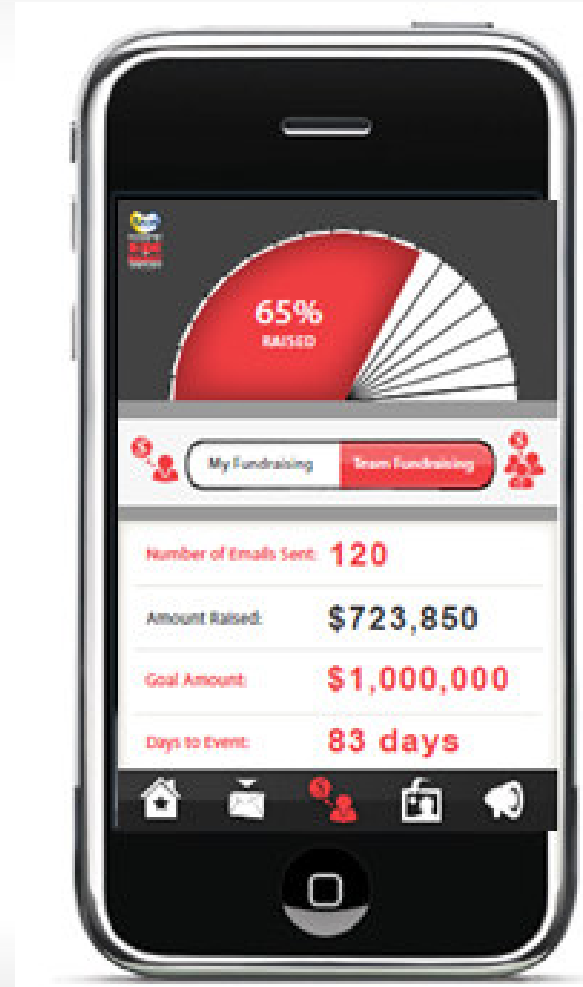 65%
RAISED
My Fundraising
Team Fundraising
Number of Emails Sent: 120
Amount Raised: $723,850
Goal Amount: $1,000,000
Days to Event: 83 days